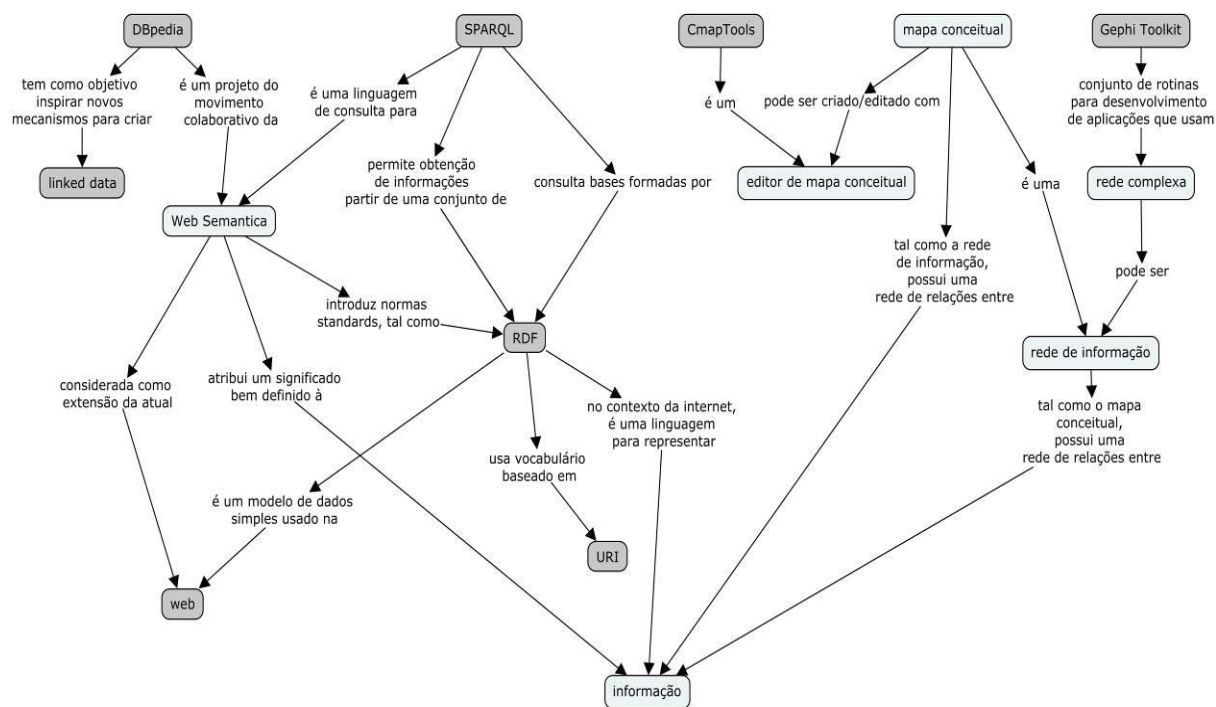 DBpedia
SPARQL
CmapTools
mapa conceitual
Gephi Toolkit
tem como objetivo
inspirar novos
mecanismos para criar
é um projeto do
movimento
colaborativo da
é uma linguagem
de consulta para
permite obtenção
de informações
partir de uma conjunto de
consulta bases formadas por
é um
pode ser criado/editado com
conjunto de rotinas
para desenvolvimento
de aplicações que usam
linked data
Web Semantica
editor de mapa conceitual
é uma
rede complexa
tal como a rede
de informação,
possui uma
rede de relações entre
pode ser
introduz normas
standards, tal como
RDF
rede de informação
considerada como
extensão da atual
atribui um significado
bem definido à
no contexto da internet,
é uma linguagem
para representar
tal como o mapa
conceitual,
possui uma
rede de relações entre
usa vocabulário
baseado em
é um modelo de dados
simples usado na
URI
web
informação